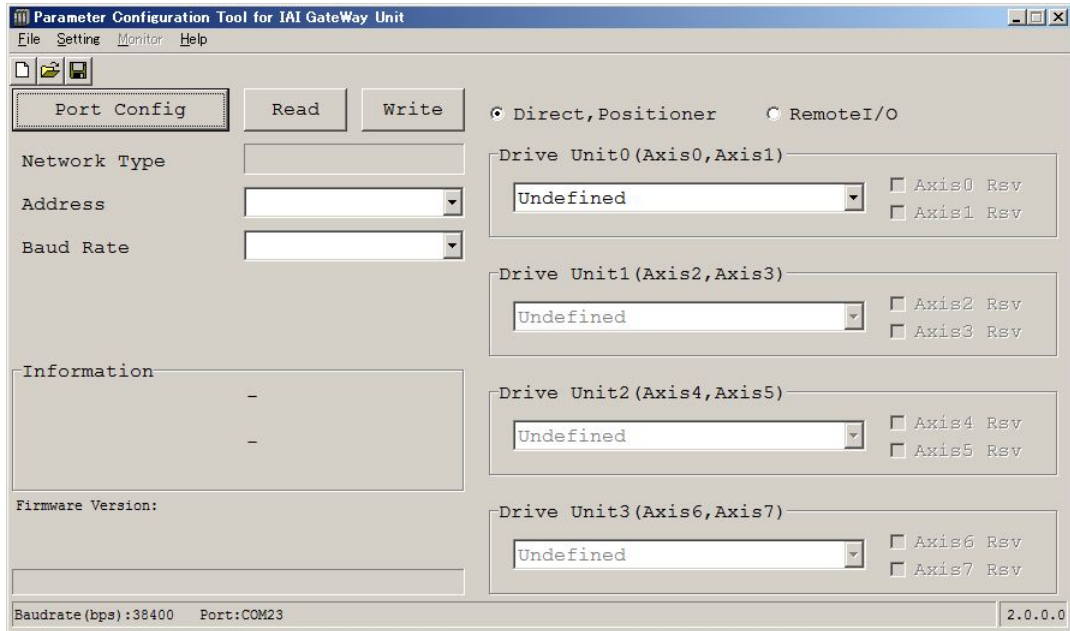 Parameter Configuration Tool for IAI GateWay Unit
File Setting Monitor Help
Port Config Read Write
Direct,Positioner RemoteI/O
Network Type
Address
Baud Rate
Information
-
-
Firmware Version:
Drive Unit0(Axis0,Axis1)
Undefined
Axis0 Rsv
Axis1 Rsv
Drive Unit1(Axis2,Axis3)
Undefined
Axis2 Rsv
Axis3 Rsv
Drive Unit2(Axis4,Axis5)
Undefined
Axis4 Rsv
Axis5 Rsv
Drive Unit3(Axis6,Axis7)
Undefined
Axis6 Rsv
Axis7 Rsv
Baudrate(bps):38400 Port:COM23 2.0.0.0